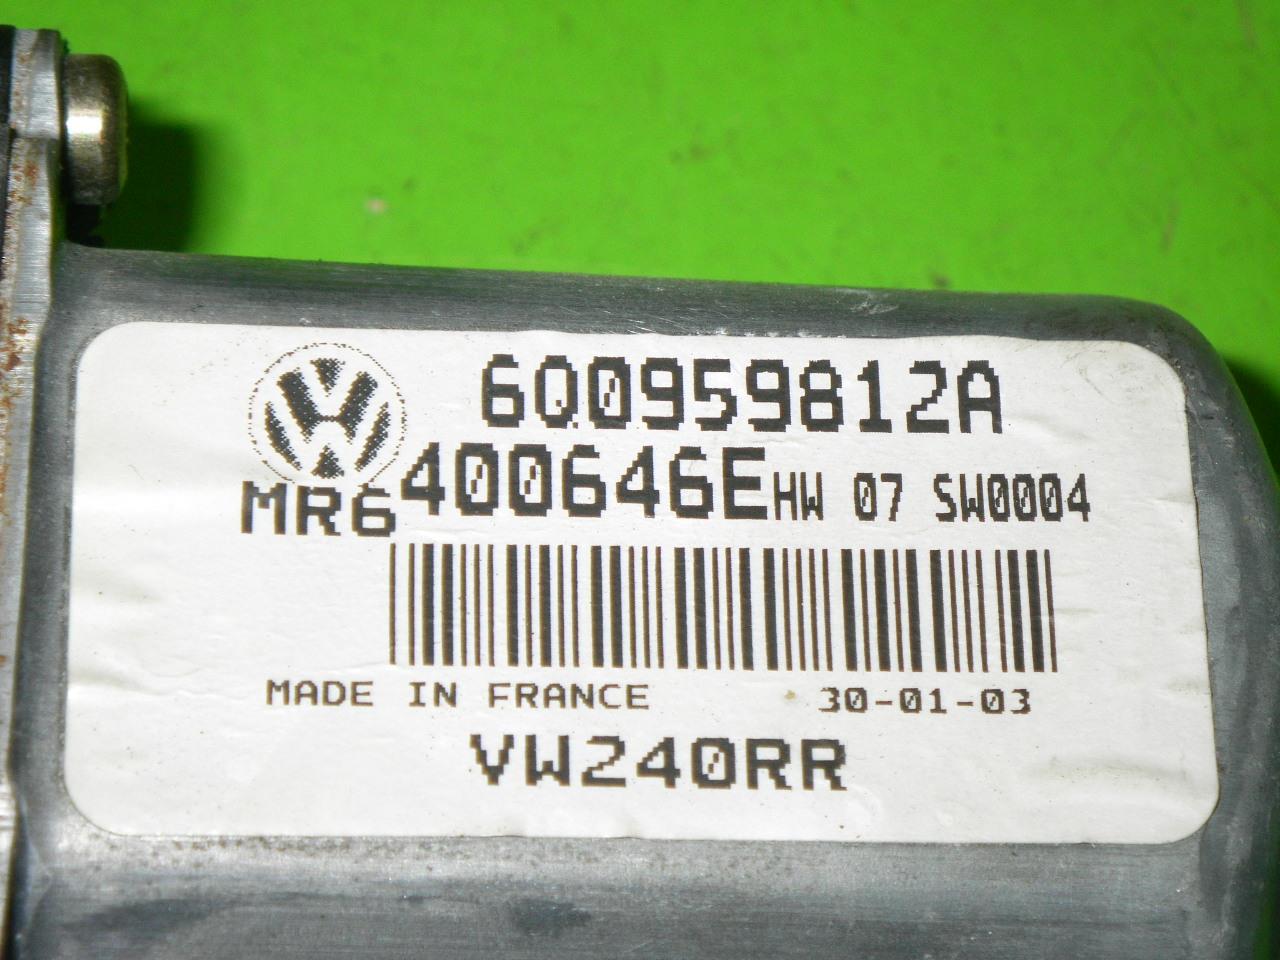 6Q0959812A
400646E HW 07 SW0004
MR6
MADE IN FRANCE 30-01-03
VW240RR